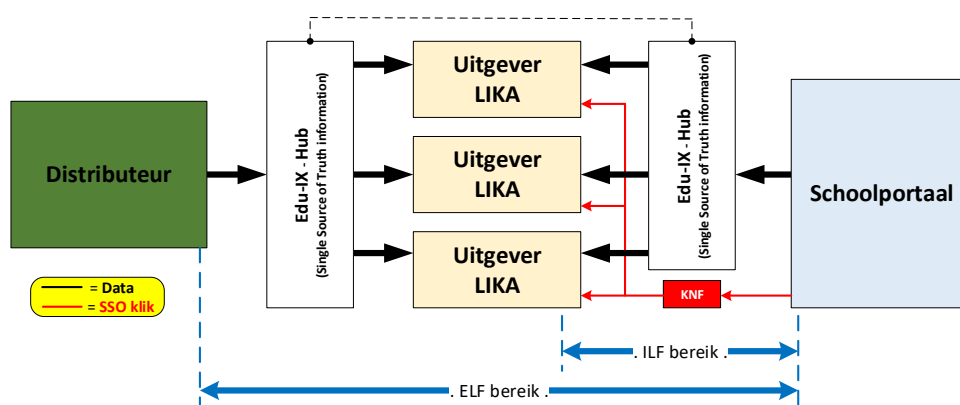 Distributeur
Edu-IX - Hub
(Single Source of Truth information)
Uitgever
LIKA
Uitgever
LIKA
Uitgever
LIKA
Edu-IX - Hub
(Single Source of Truth information)
Schoolportaal
KNF
= Data
= SSO klik
. ILF bereik .
. ELF bereik .